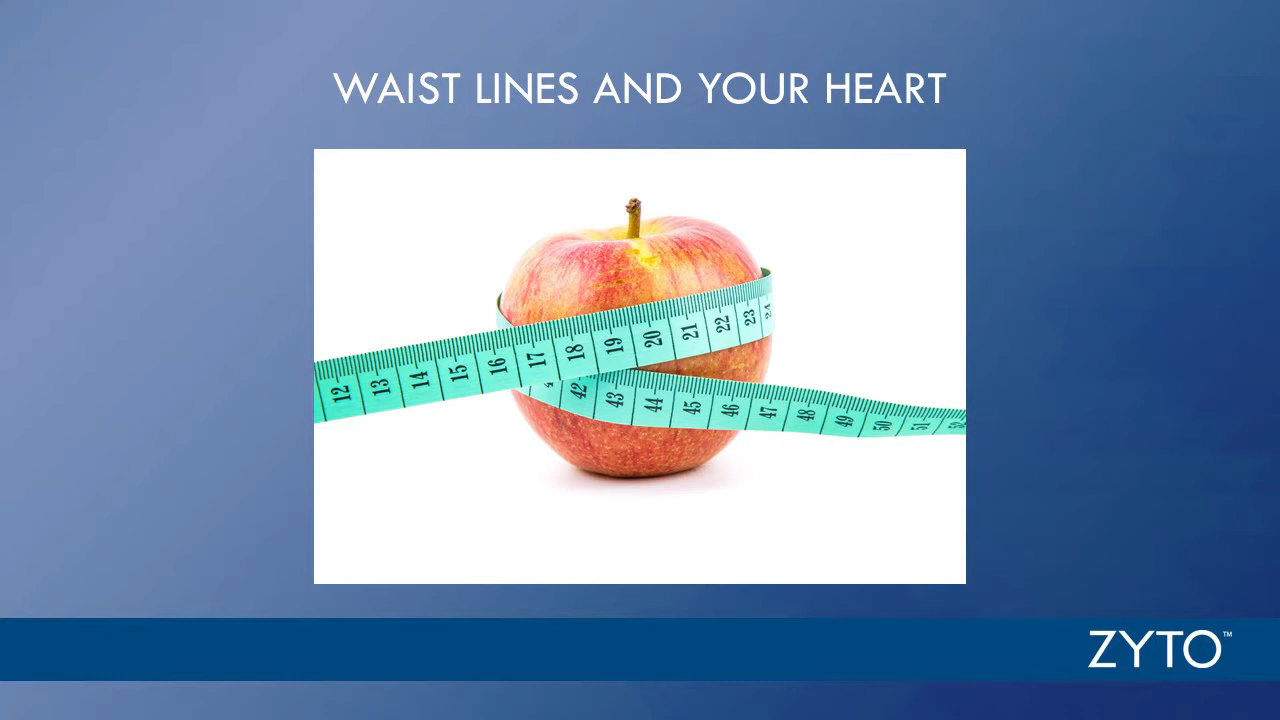 WAIST LINES AND YOUR HEART
12 13 14 15 16 17 18 19 20 21 22 23 24
42 43 44 45 46 47 48 49 50 51 52
ZYTO™